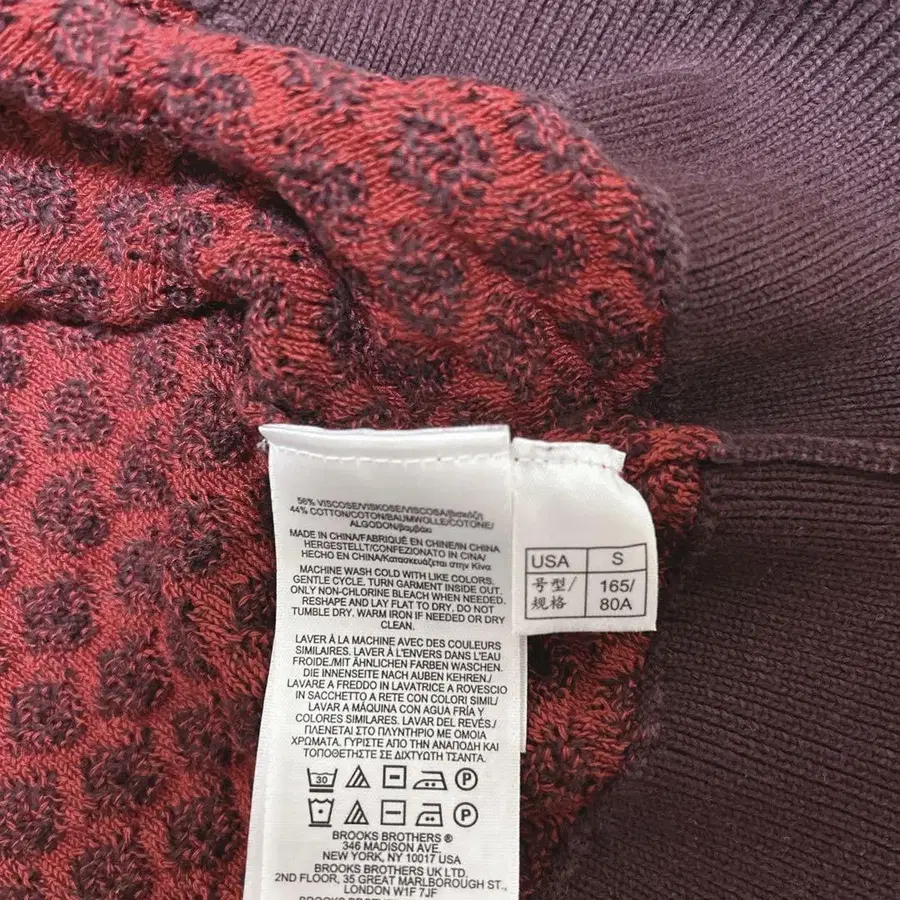 56% VISCOSE/VISKOSE/VISCOSA/βισκόζη
44% COTTON/COTON/BAUMWOLLE/COTONE/
ALGODON/βαμβάκι
MADE IN CHINA/FABRIQUÉ EN CHINE/IN CHINA
HERGESTELLT/CONFEZIONATO IN CINA/
HECHO EN CHINA/Κατασκευάζεται στην Κίνα
MACHINE WASH COLD WITH LIKE COLORS,
GENTLE CYCLE. TURN GARMENT INSIDE OUT.
ONLY NON-CHLORINE BLEACH WHEN NEEDED.
RESHAPE AND LAY FLAT TO DRY. DO NOT
TUMBLE DRY. WARM IRON IF NEEDED OR DRY
CLEAN.
LAVER À LA MACHINE AVEC DES COULEURS
SIMILAIRES. LAVER À L'ENVERS DANS L'EAU
FROIDE./MIT ÄHNLICHEN FARBEN WASCHEN.
DIE INNENSEITE NACH AUßEN KEHREN./
LAVARE A FREDDO IN LAVATRICE A ROVESCIO
IN SACCHETTO A RETE CON COLORI SIMILI/
LAVAR A MÁQUINA CON AGUA FRÍA Y
COLORES SIMILARES. LAVAR DEL REVÉS./
ΠΛΕΝΕΤΑΙ ΣΤΟ ΠΛΥΝΤΗΡΙΟ ΜΕ ΟΜΟΙΑ
ΧΡΩΜΑΤΑ. ΓΥΡΙΣΤΕ ΑΠΟ ΤΗΝ ΑΝΑΠΟΔΗ ΚΑΙ
ΤΟΠΟΘΕΤΗΣΤΕ ΣΕ ΔΙΧΤΥΩΤΗ ΤΣΑΝΤΑ.
30 P
P
BROOKS BROTHERS ®
346 MADISON AVE.
NEW YORK, NY 10017 USA
BROOKS BROTHERS UK LTD.
2ND FLOOR, 35 GREAT MARLBOROUGH ST.,
LONDON W1F 7JF
USA S
号型/ 165/
规格 80A